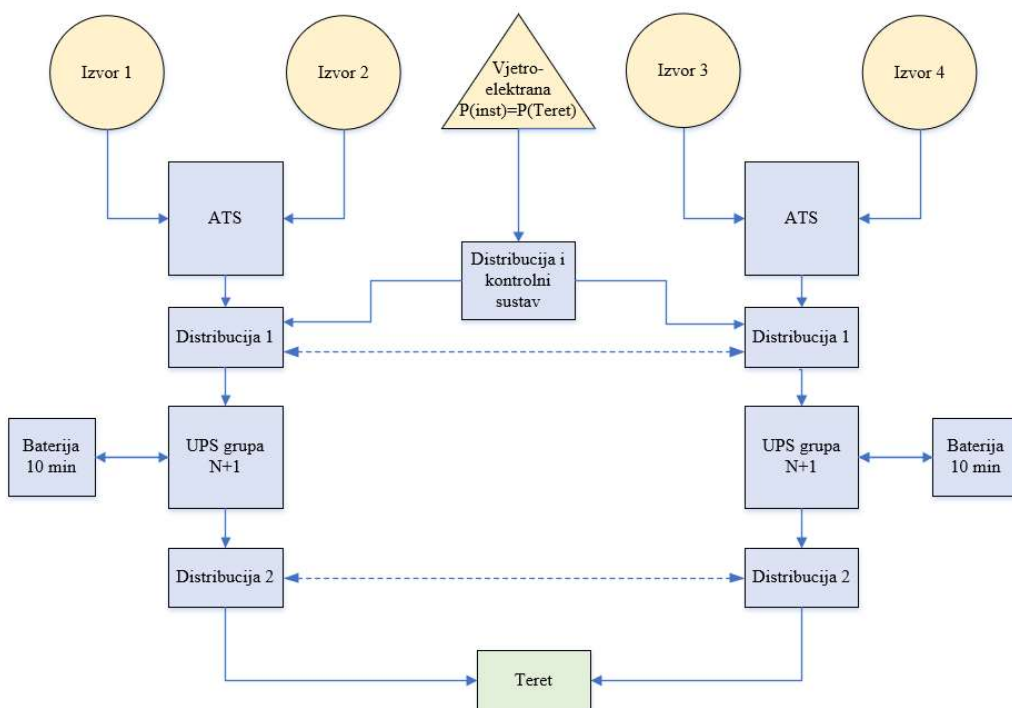 Izvor 1
Izvor 2
Vjetro-
elektrana
P(inst)=P(Teret)
Izvor 3
Izvor 4
ATS
ATS
Distribucija i
kontrolni
sustav
Distribucija 1
Distribucija 1
Baterija
10 min
UPS grupa
N+1
UPS grupa
N+1
Baterija
10 min
Distribucija 2
Distribucija 2
Teret